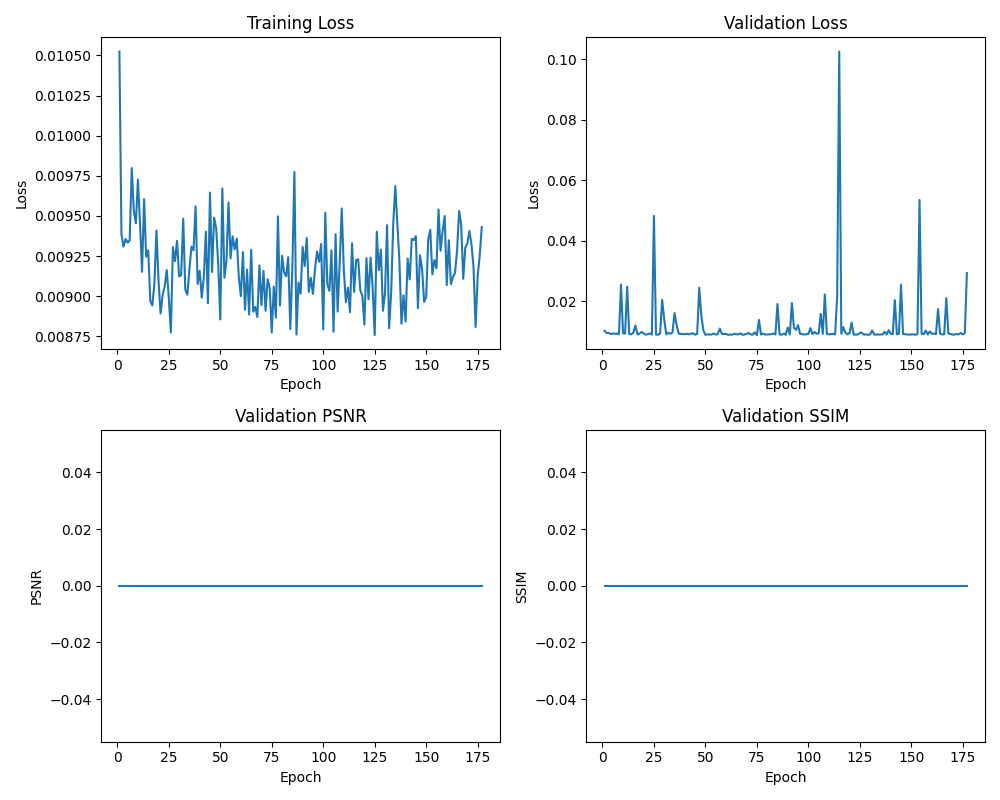 Training Loss
Validation Loss
0.01050
0.01025
0.01000
0.00975
0.00950
0.00925
0.00900
0.00875
Loss
0 25 50 75 100 125 150 175
Epoch
0.10
0.08
0.06
0.04
0.02
Loss
0 25 50 75 100 125 150 175
Epoch
Validation PSNR
Validation SSIM
0.04
0.02
0.00
−0.02
−0.04
PSNR
0 25 50 75 100 125 150 175
Epoch
0.04
0.02
0.00
−0.02
−0.04
SSIM
0 25 50 75 100 125 150 175
Epoch